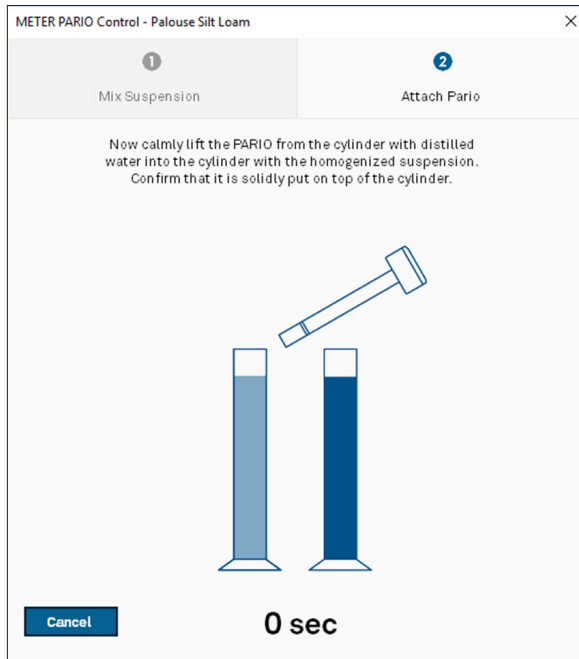 METER PARIO Control - Palouse Silt Loam
1
Mix Suspension
2
Attach Pario
Now calmly lift the PARIO from the cylinder with distilled
water into the cylinder with the homogenized suspension.
Confirm that it is solidly put on top of the cylinder.
Cancel
0 sec